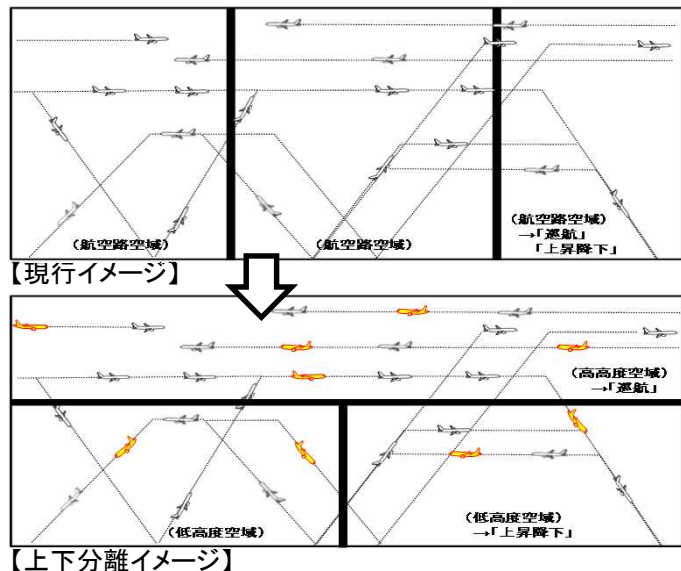 (航空路空域)
(航空路空域)
(航空路空域)
→「巡航」
「上昇降下」
【現行イメージ】
(高高度空域)
→「巡航」
(低高度空域)
(低高度空域)
→「上昇降下」
【上下分離イメージ】